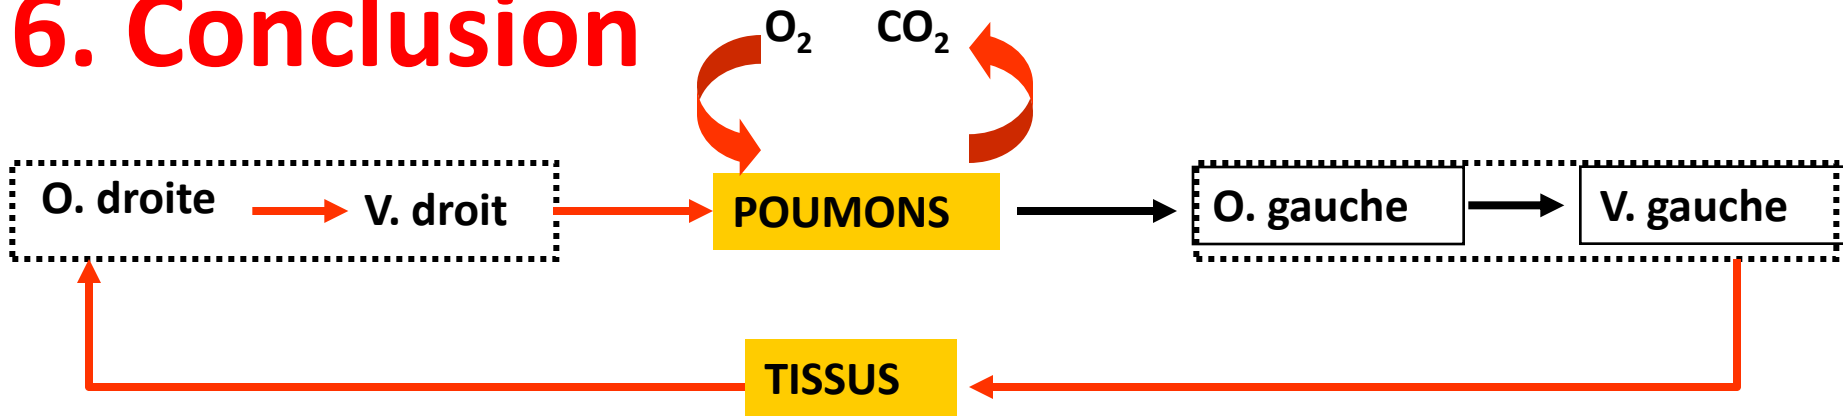 6. Conclusion
O₂ CO₂
O. droite V. droit POUMONS O. gauche V. gauche
TISSUS